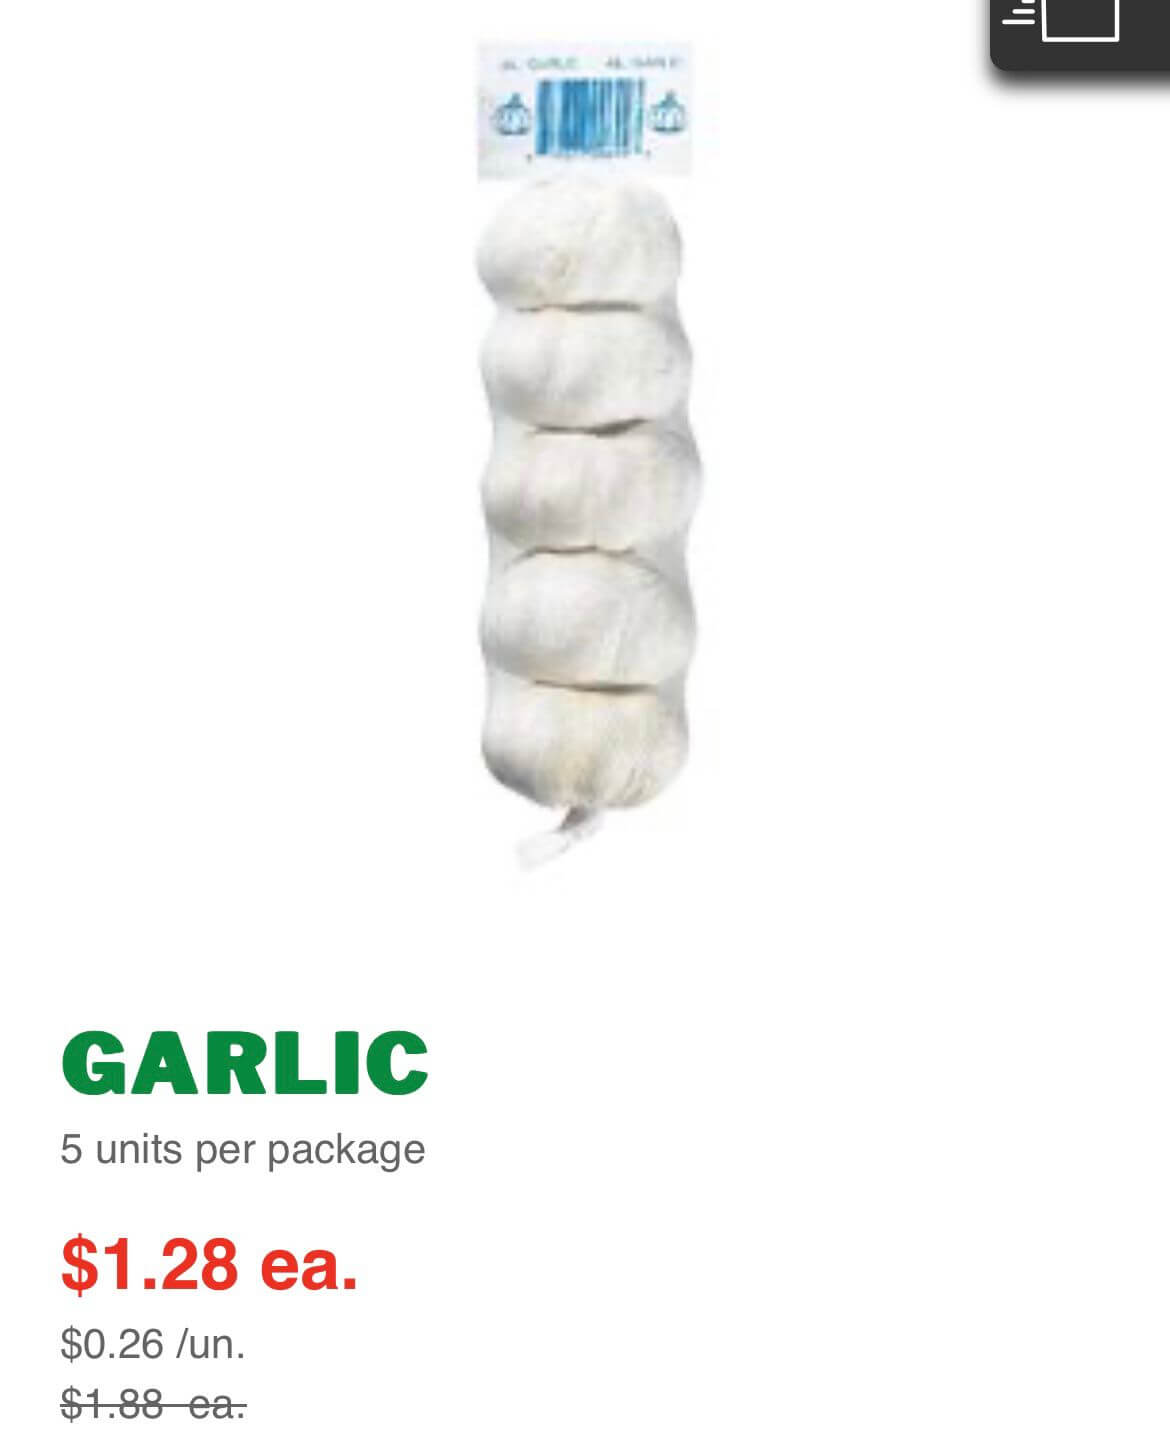 GARLIC
5 units per package
$1.28 ea.
$0.26 /un.
$1.88 ea.